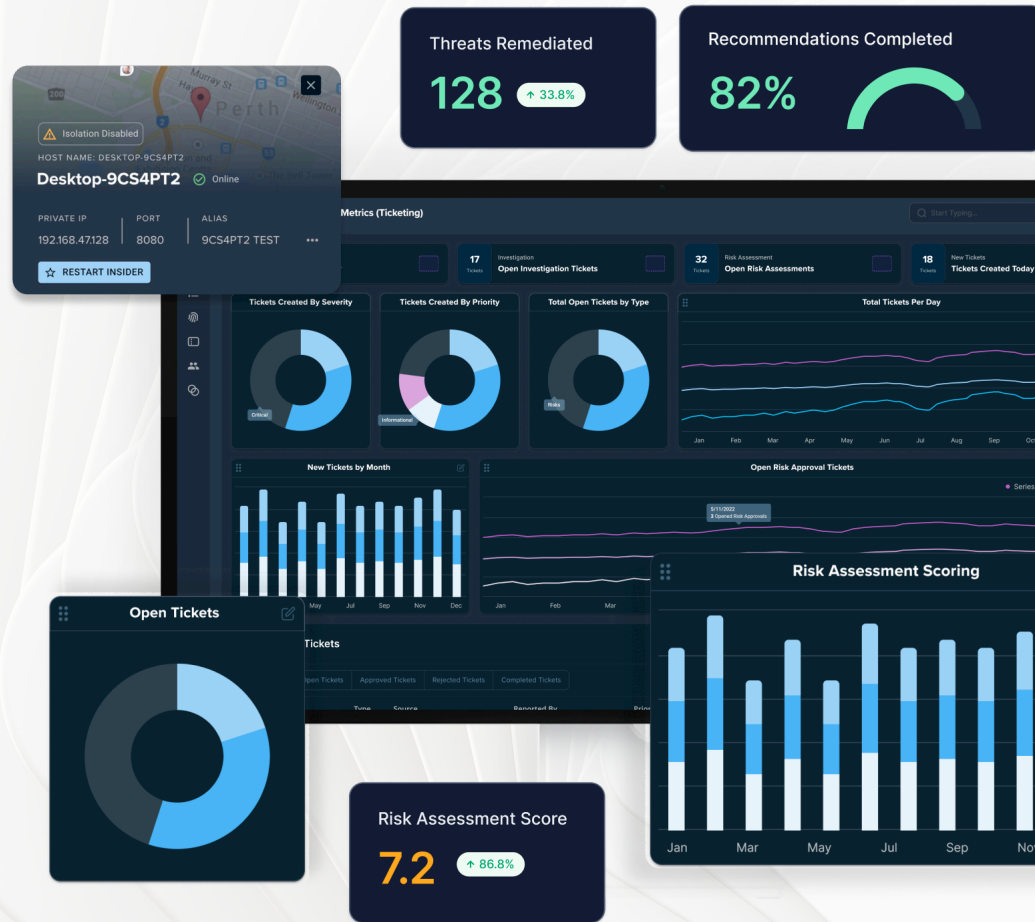 Threats Remediated
128
↑ 33.8%
Recommendations Completed
82%
200
Murray St
Perth
Wellington
2
Isolation Disabled
HOST NAME: DESKTOP-9CS4PT2
Desktop-9CS4PT2
Online
PRIVATE IP
PORT
ALIAS
192.168.47.128
8080
9CS4PT2 TEST
RESTART INSIDER
Metrics (Ticketing)
Start Typing...
17
Tickets
Investigation
Open Investigation Tickets
32
Tickets
Risk Assessment
Open Risk Assessments
18
Tickets
New Tickets
Tickets Created Today
Tickets Created By Severity
Critical
Tickets Created By Priority
Informational
Total Open Tickets by Type
Risks
Total Tickets Per Day
Jan Feb Mar Apr May Jun Jul Aug Sep
New Tickets by Month
May Jul Sep Nov Dec
Open Risk Approval Tickets
Series
5/11/2022
3 Opened Risk Approvals
Jan Feb Mar
Tickets
Open Tickets Approved Tickets Rejected Tickets Completed Tickets
Type Source Reported By
Open Tickets
Risk Assessment Scoring
Jan Mar May Jul Sep Nov
Risk Assessment Score
7.2
↑ 86.8%